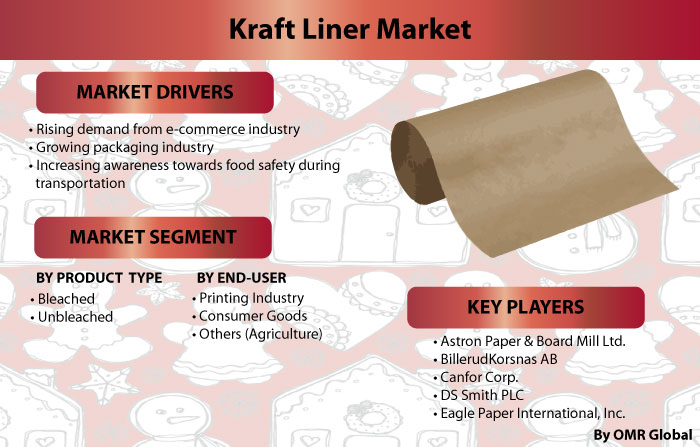 Kraft Liner Market
MARKET DRIVERS
• Rising demand from e-commerce industry
• Growing packaging industry
• Increasing awareness towards food safety during
transportation
MARKET SEGMENT
BY PRODUCT TYPE
• Bleached
• Unbleached
BY END-USER
• Printing Industry
• Consumer Goods
• Others (Agriculture)
KEY PLAYERS
• Astron Paper & Board Mill Ltd.
• BillerudKorsnas AB
• Canfor Corp.
• DS Smith PLC
• Eagle Paper International, Inc.
By OMR Global